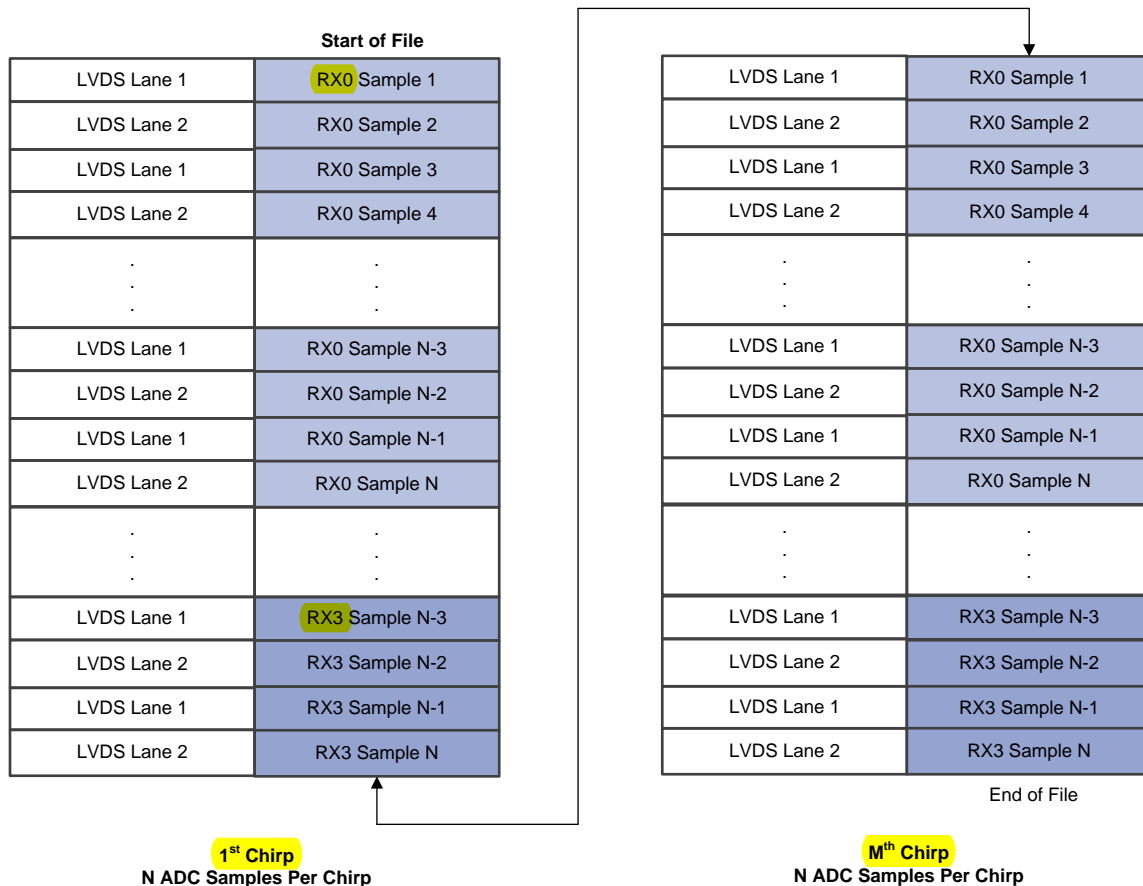 Start of File
LVDS Lane 1 RX0 Sample 1
LVDS Lane 2 RX0 Sample 2
LVDS Lane 1 RX0 Sample 3
LVDS Lane 2 RX0 Sample 4
. .
. .
. .
LVDS Lane 1 RX0 Sample N-3
LVDS Lane 2 RX0 Sample N-2
LVDS Lane 1 RX0 Sample N-1
LVDS Lane 2 RX0 Sample N
. .
. .
. .
LVDS Lane 1 RX3 Sample N-3
LVDS Lane 2 RX3 Sample N-2
LVDS Lane 1 RX3 Sample N-1
LVDS Lane 2 RX3 Sample N
1st Chirp
N ADC Samples Per Chirp
LVDS Lane 1 RX0 Sample 1
LVDS Lane 2 RX0 Sample 2
LVDS Lane 1 RX0 Sample 3
LVDS Lane 2 RX0 Sample 4
. .
. .
. .
LVDS Lane 1 RX0 Sample N-3
LVDS Lane 2 RX0 Sample N-2
LVDS Lane 1 RX0 Sample N-1
LVDS Lane 2 RX0 Sample N
. .
. .
. .
LVDS Lane 1 RX3 Sample N-3
LVDS Lane 2 RX3 Sample N-2
LVDS Lane 1 RX3 Sample N-1
LVDS Lane 2 RX3 Sample N
End of File
Mth Chirp
N ADC Samples Per Chirp